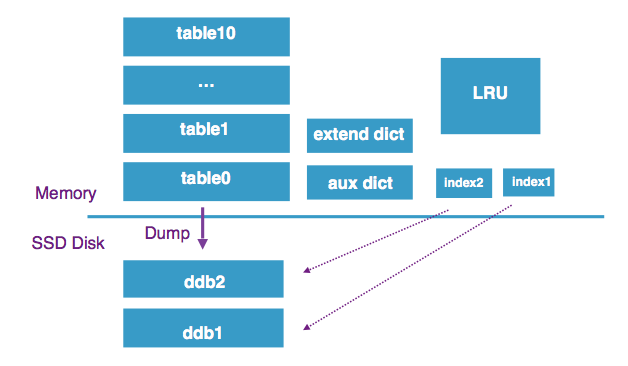 table10
...
table1
table0
extend dict
aux dict
LRU
index2
index1
Memory
SSD Disk
Dump
ddb2
ddb1